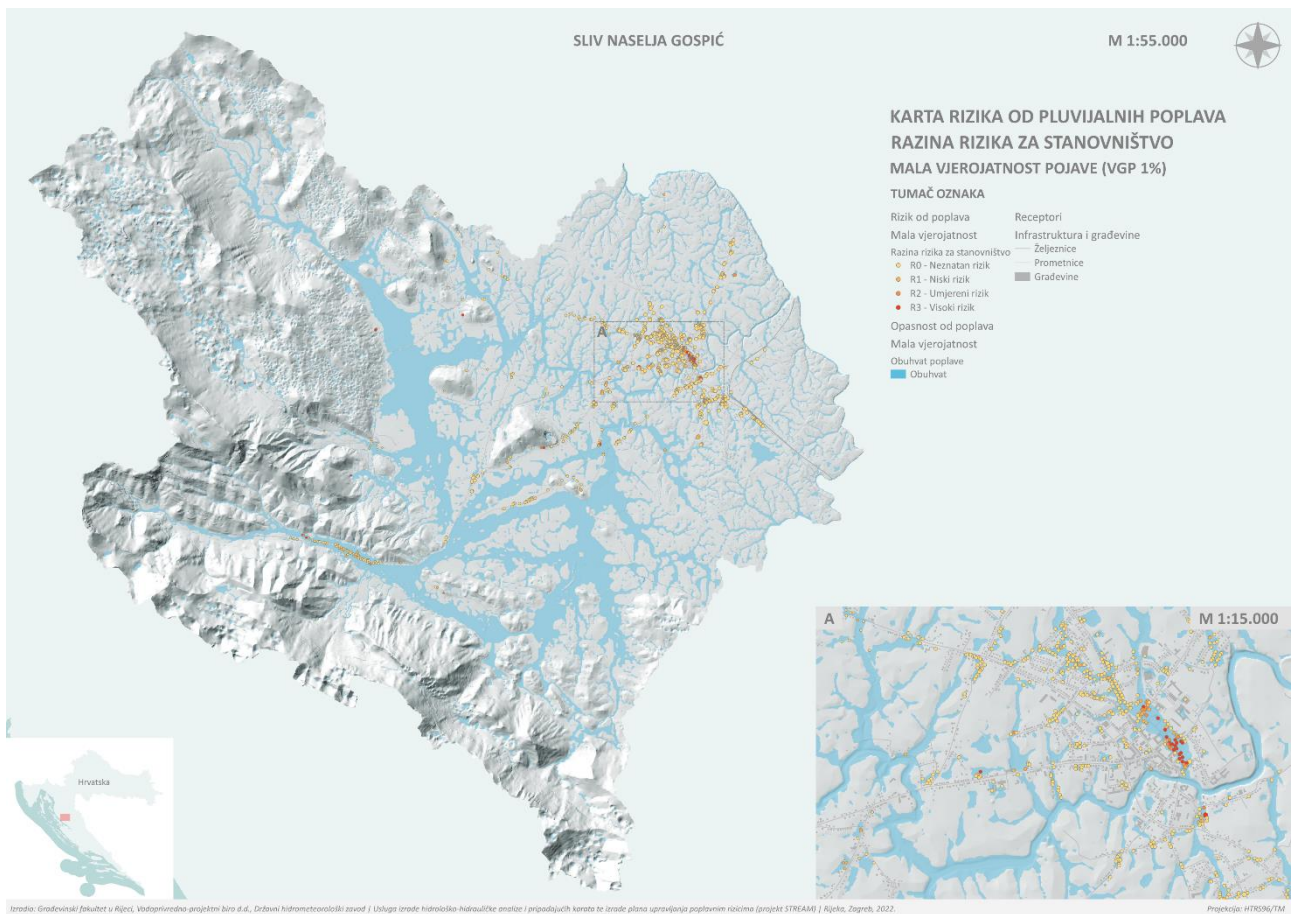 SLIV NASELJA GOSPIĆ
M 1:55.000
KARTA RIZIKA OD PLUVIJALNIH POPLAVA
RAZINA RIZIKA ZA STANOVNIŠTVO
MALA VJEROJATNOST POJAVE (VGP 1%)
TUMAČ OZNAKA
Rizik od poplava
Mala vjerojatnost
Razina rizika za stanovništvo
R0 - Neznatan rizik
R1 - Niski rizik
R2 - Umjereni rizik
R3 - Visoki rizik
Opasnost od poplava
Mala vjerojatnost
Obuhvat poplave
Obuhvat
Receptori
Infrastruktura i građevine
Željeznice
Prometnice
Građevine
A
A
M 1:15.000
Hrvatska
Izradio: Građevinski fakultet u Rijeci, Vodoprivredno-projektni biro d.d., Državni hidrometeorološki zavod | Usluga izrade hidrološko-hidrauličke analize i pripadajućih karata te izrade plana upravljanja poplavnim rizicima (projekt STREAM) | Rijeka, Zagreb, 2022.
Projekcija: HTRS96/TM